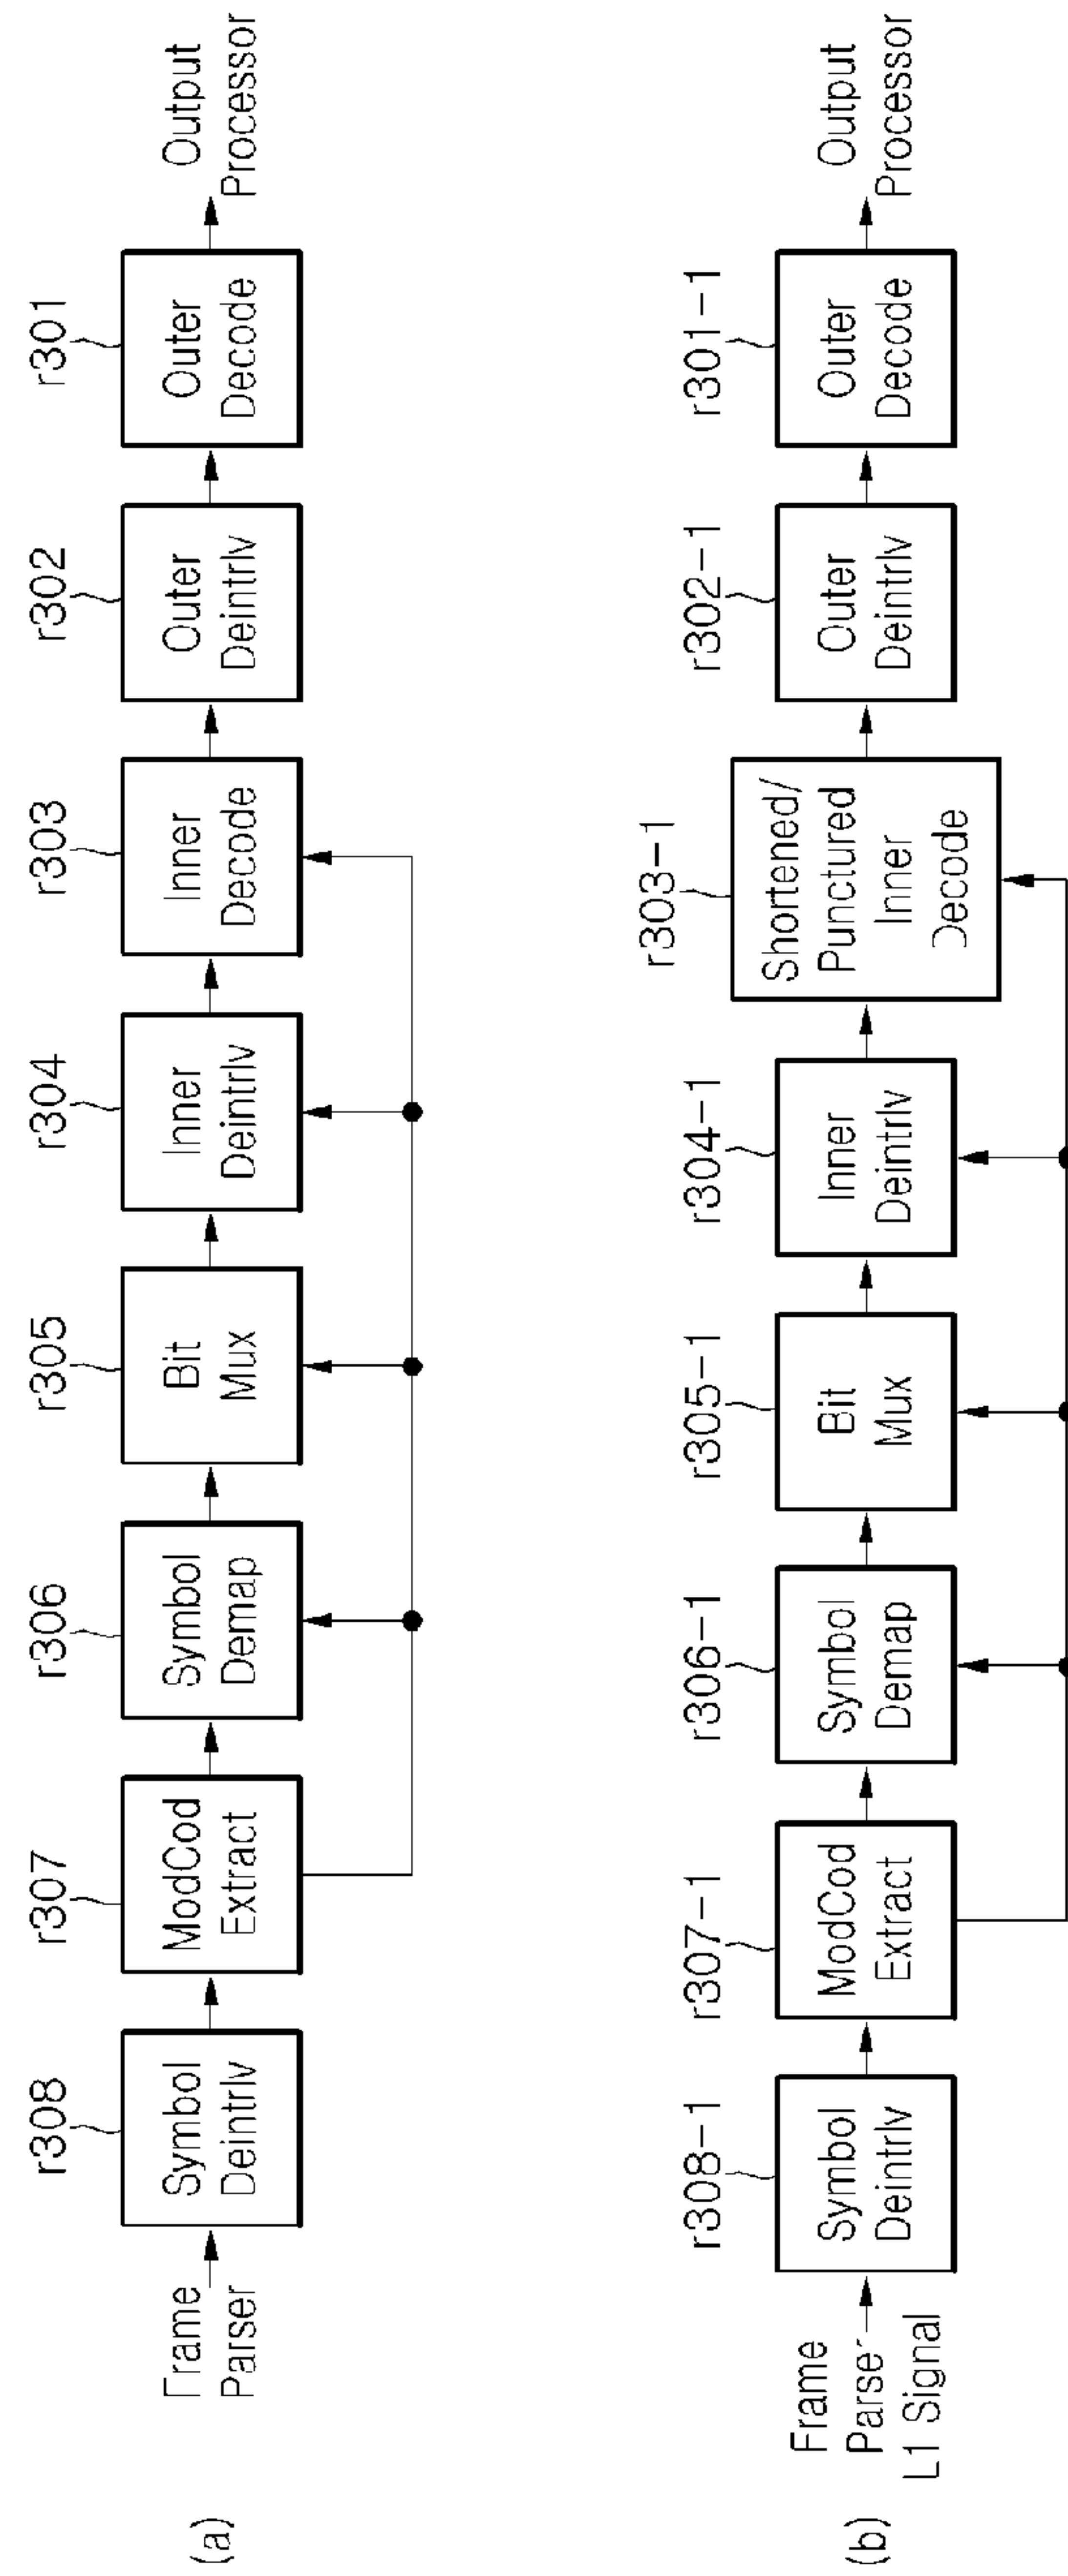 (a)
Frame
Parser
r308
Symbol
Deintrlv
r307
ModCod
Extract
r306
Symbol
Demap
r305
Bit
Mux
r304
Inner
Deintrlv
r303
Inner
Decode
r302
Outer
Deintrlv
r301
Outer
Decode
Output
Processor
(b)
Frame
Parser
L1 Signal
r308-1
Symbol
Deintrlv
r307-1
ModCod
Extract
r306-1
Symbol
Demap
r305-1
Bit
Mux
r304-1
Inner
Deintrlv
r303-1
Shortened/
Punctured
Inner
Decode
r302-1
Outer
Deintrlv
r301-1
Outer
Decode
Output
Processor